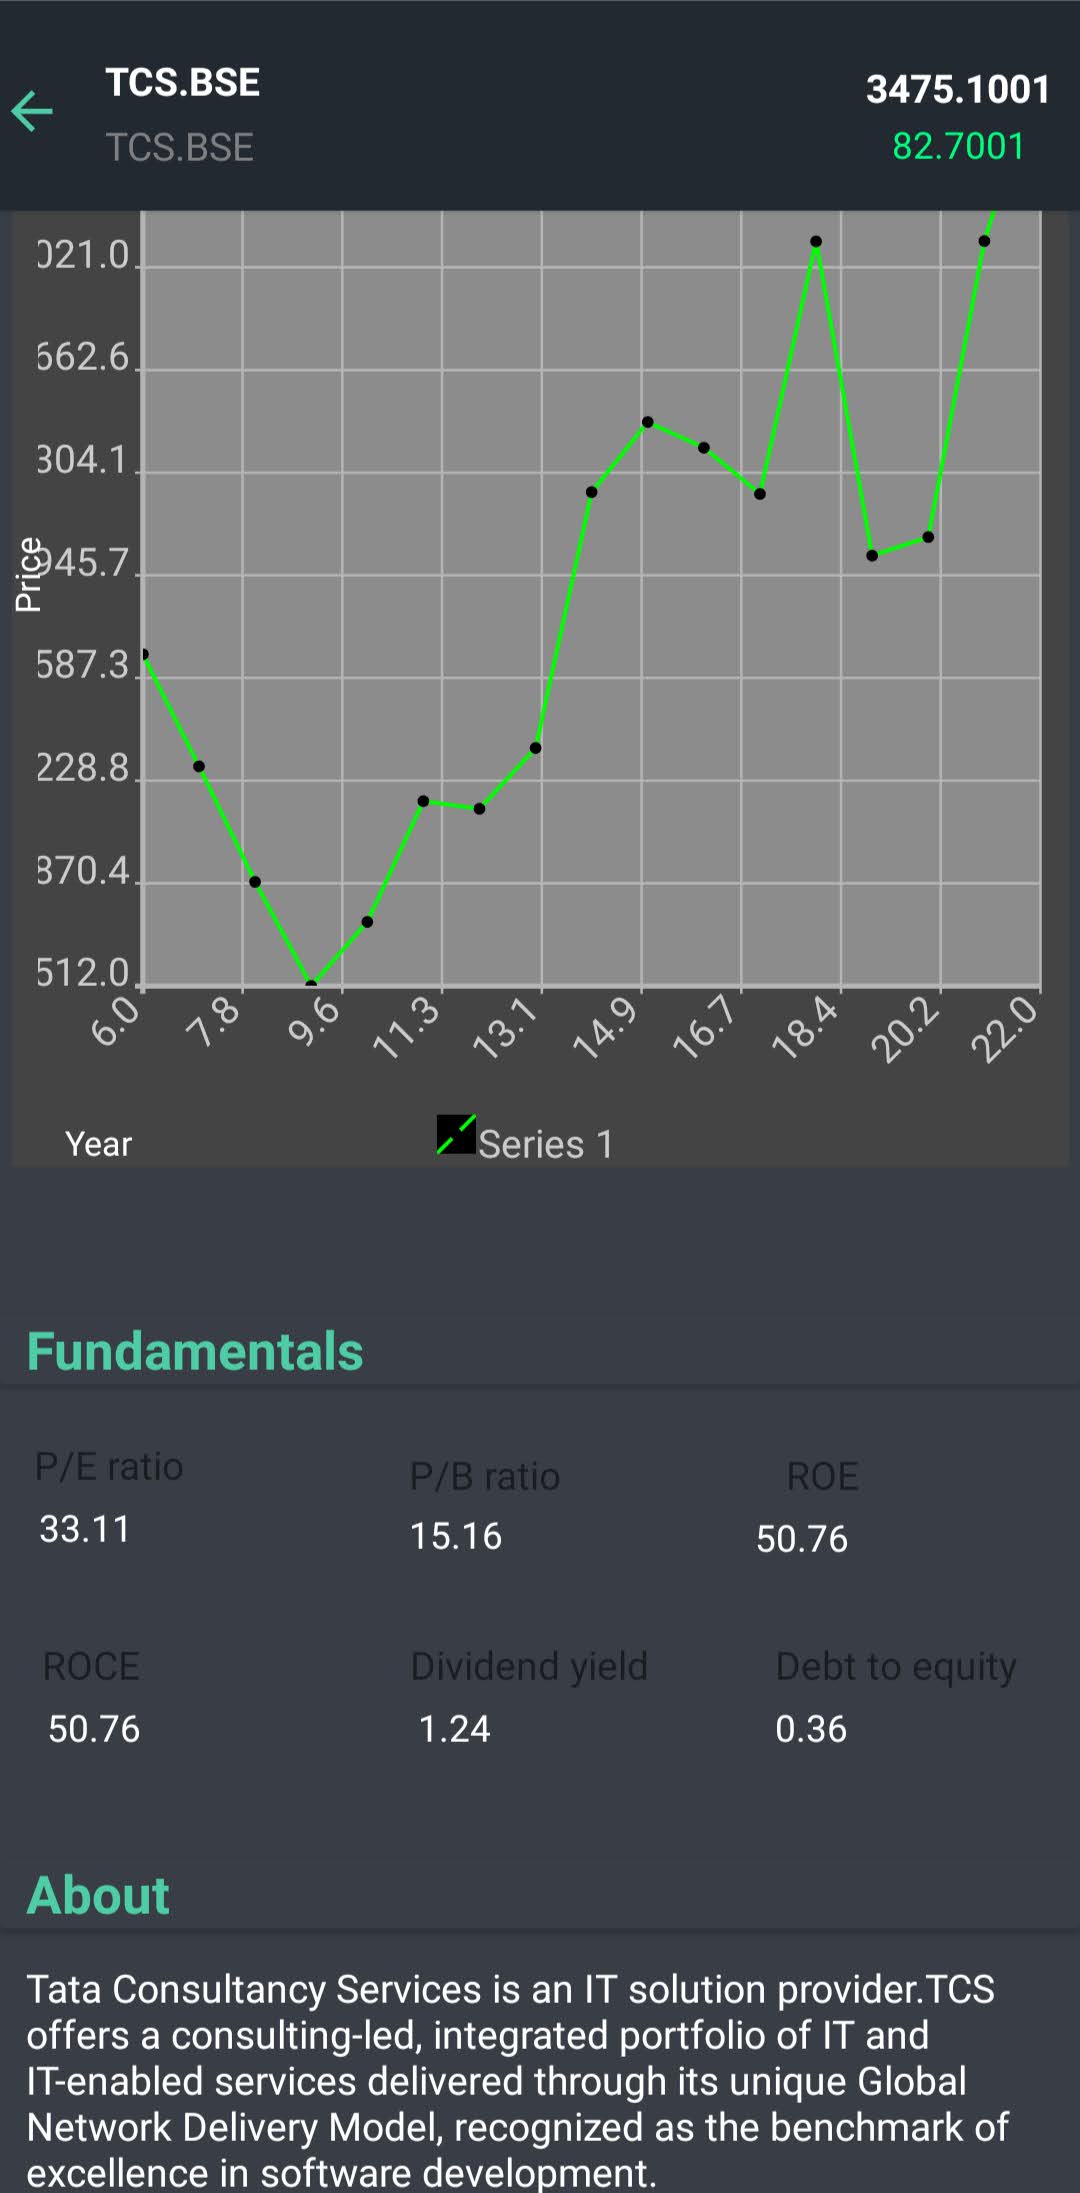 TCS.BSE
3475.1001
TCS.BSE
82.7001
021.0
662.6
304.1
945.7
587.3
228.8
870.4
512.0
Price
6.0 7.8 9.6 11.3 13.1 14.9 16.7 18.4 20.2 22.0
Year
Series 1
Fundamentals
P/E ratio P/B ratio ROE
33.11 15.16 50.76
ROCE Dividend yield Debt to equity
50.76 1.24 0.36
About
Tata Consultancy Services is an IT solution provider.TCS
offers a consulting-led, integrated portfolio of IT and
IT-enabled services delivered through its unique Global
Network Delivery Model, recognized as the benchmark of
excellence in software development.